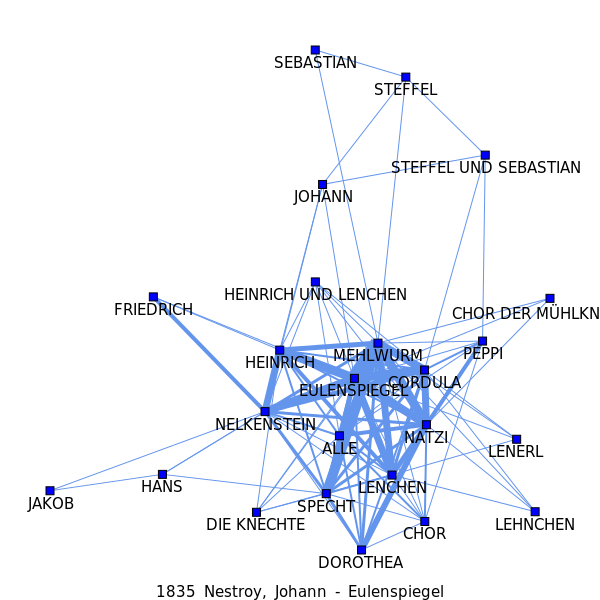 SEBASTIAN
STEFFEL
STEFFEL UND SEBASTIAN
JOHANN
HEINRICH UND LENCHEN
FRIEDRICH
CHOR DER MÜHLKN
MEHLWURM
PEPPI
HEINRICH
CORDULA
EULENSPIEGEL
NELKENSTEIN
NATZI
ALLE
LENERL
HANS
LENCHEN
JAKOB
SPECHT
DIE KNECHTE
LEHNCHEN
CHOR
DOROTHEA
1835 Nestroy, Johann - Eulenspiegel